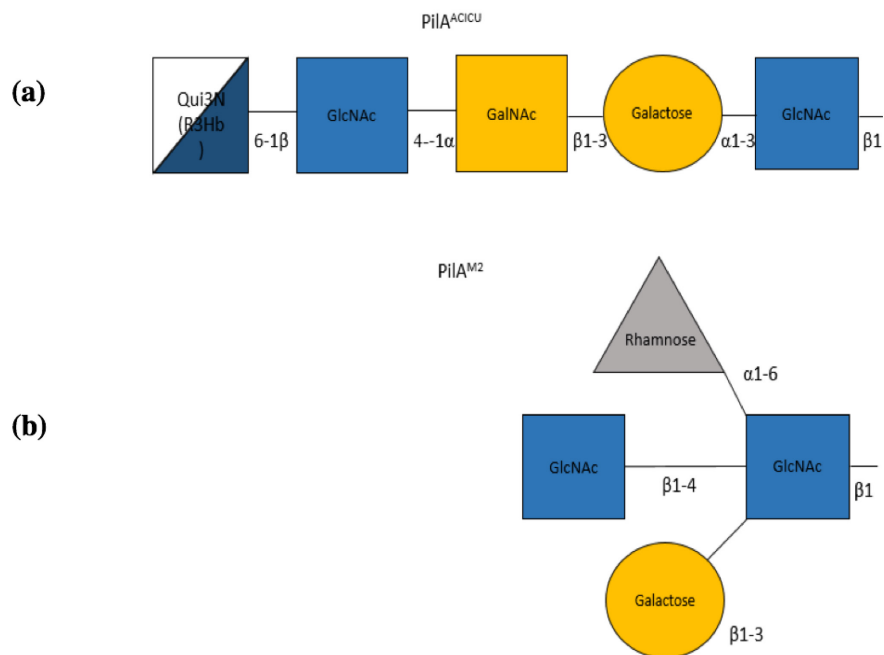 PilA^ACICU
(a)
Qui3N
(R3Hb
)
GlcNAc
GalNAc
Galactose
GlcNAc
6-1β
4--1α
β1-3
α1-3
β1
PilA^M2
(b)
Rhamnose
α1-6
GlcNAc
GlcNAc
β1-4
β1
Galactose
β1-3